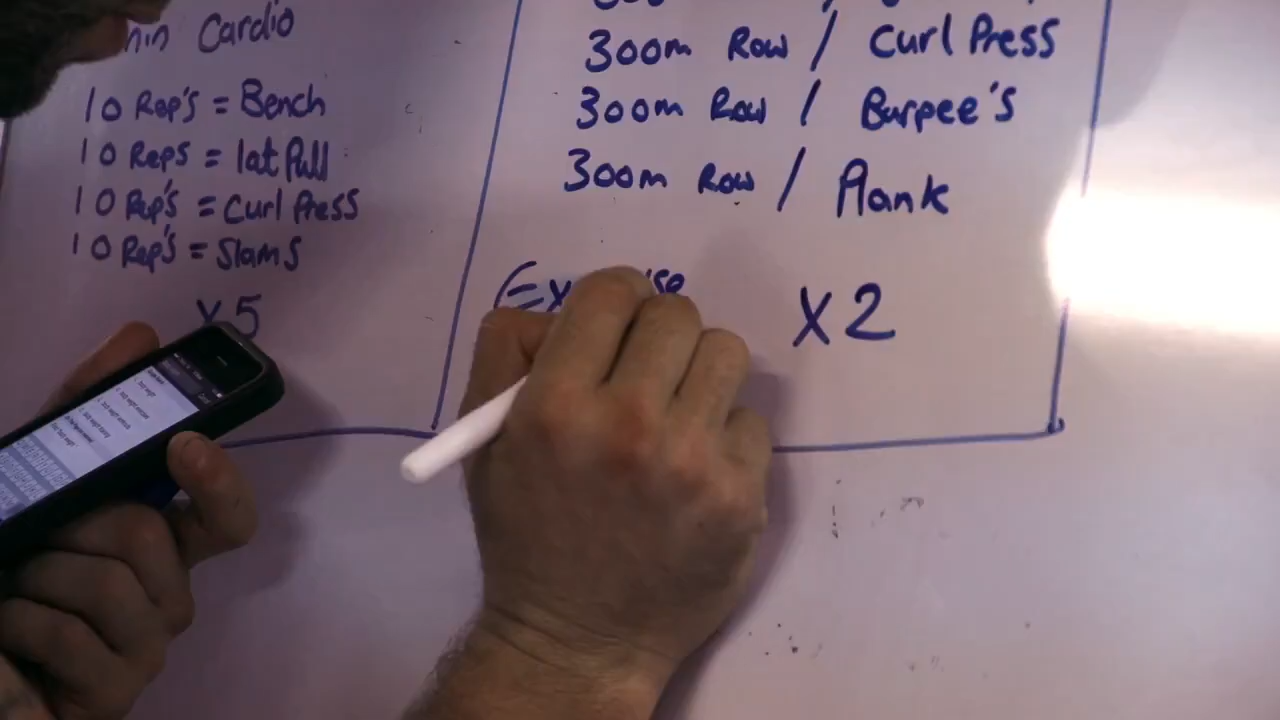 Cardio
10 Rep's = Bench
10 Reps = lat Pull
10 Rep's = Curl Press
10 Rep's = Slams
X5
300m Row / Curl Press
300m Row / Burpee's
300m Row / Plank
X2